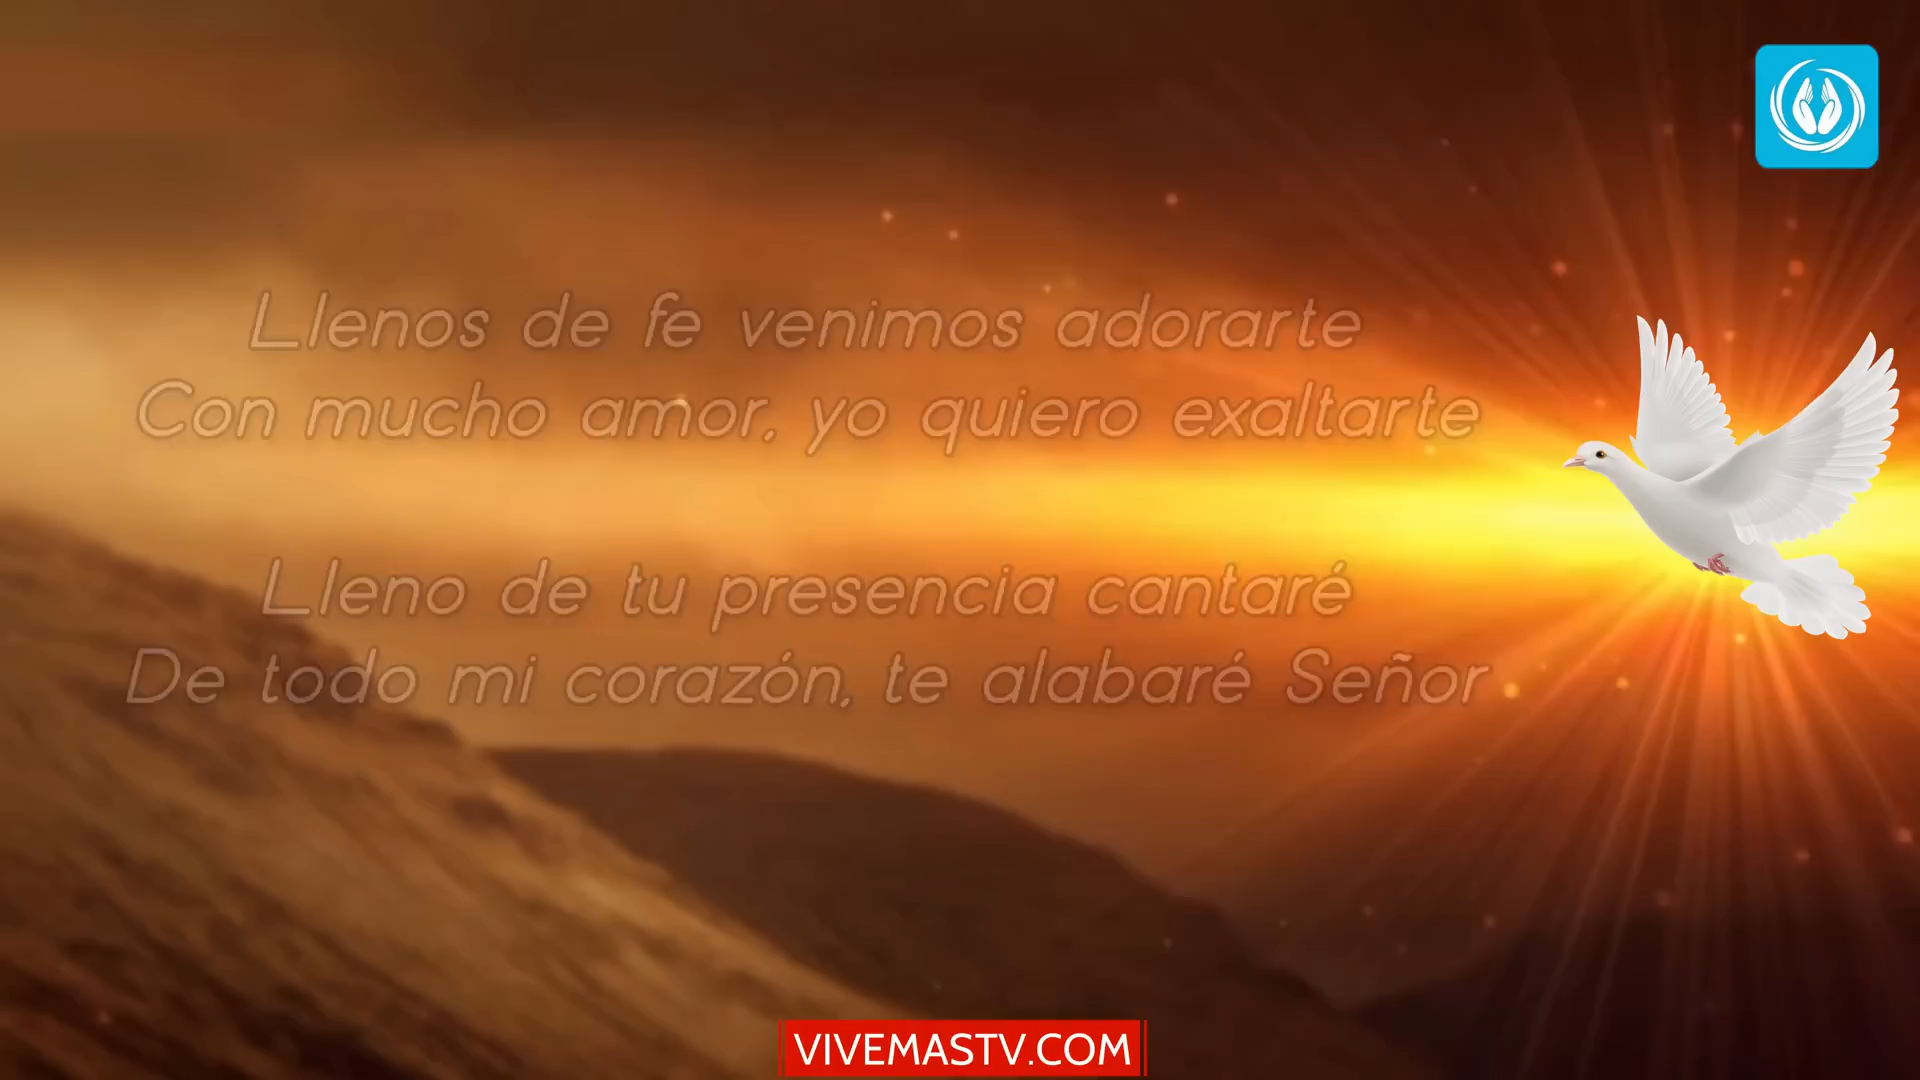 Llenos de fe venimos adorarte
Con mucho amor, yo quiero exaltarte
Lleno de tu presencia cantaré
De todo mi corazón, te alabaré Señor
VIVEMASTV.COM